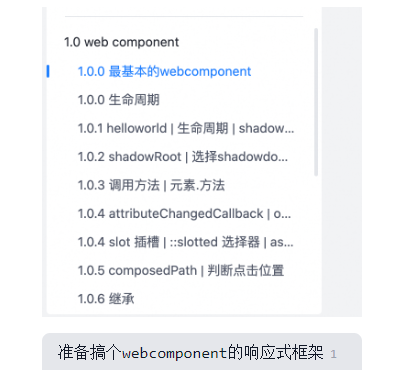 1.0 web component
1.0.0 最基本的webcomponent
1.0.0 生命周期
1.0.1 helloworld | 生命周期 | shadow...
1.0.2 shadowRoot | 选择shadowdo...
1.0.3 调用方法 | 元素.方法
1.0.4 attributeChangedCallback | o...
1.0.4 slot 插槽 | ::slotted 选择器 | as...
1.0.5 composedPath | 判断点击位置
1.0.6 继承
准备搞个webcomponent的响应式框架 1